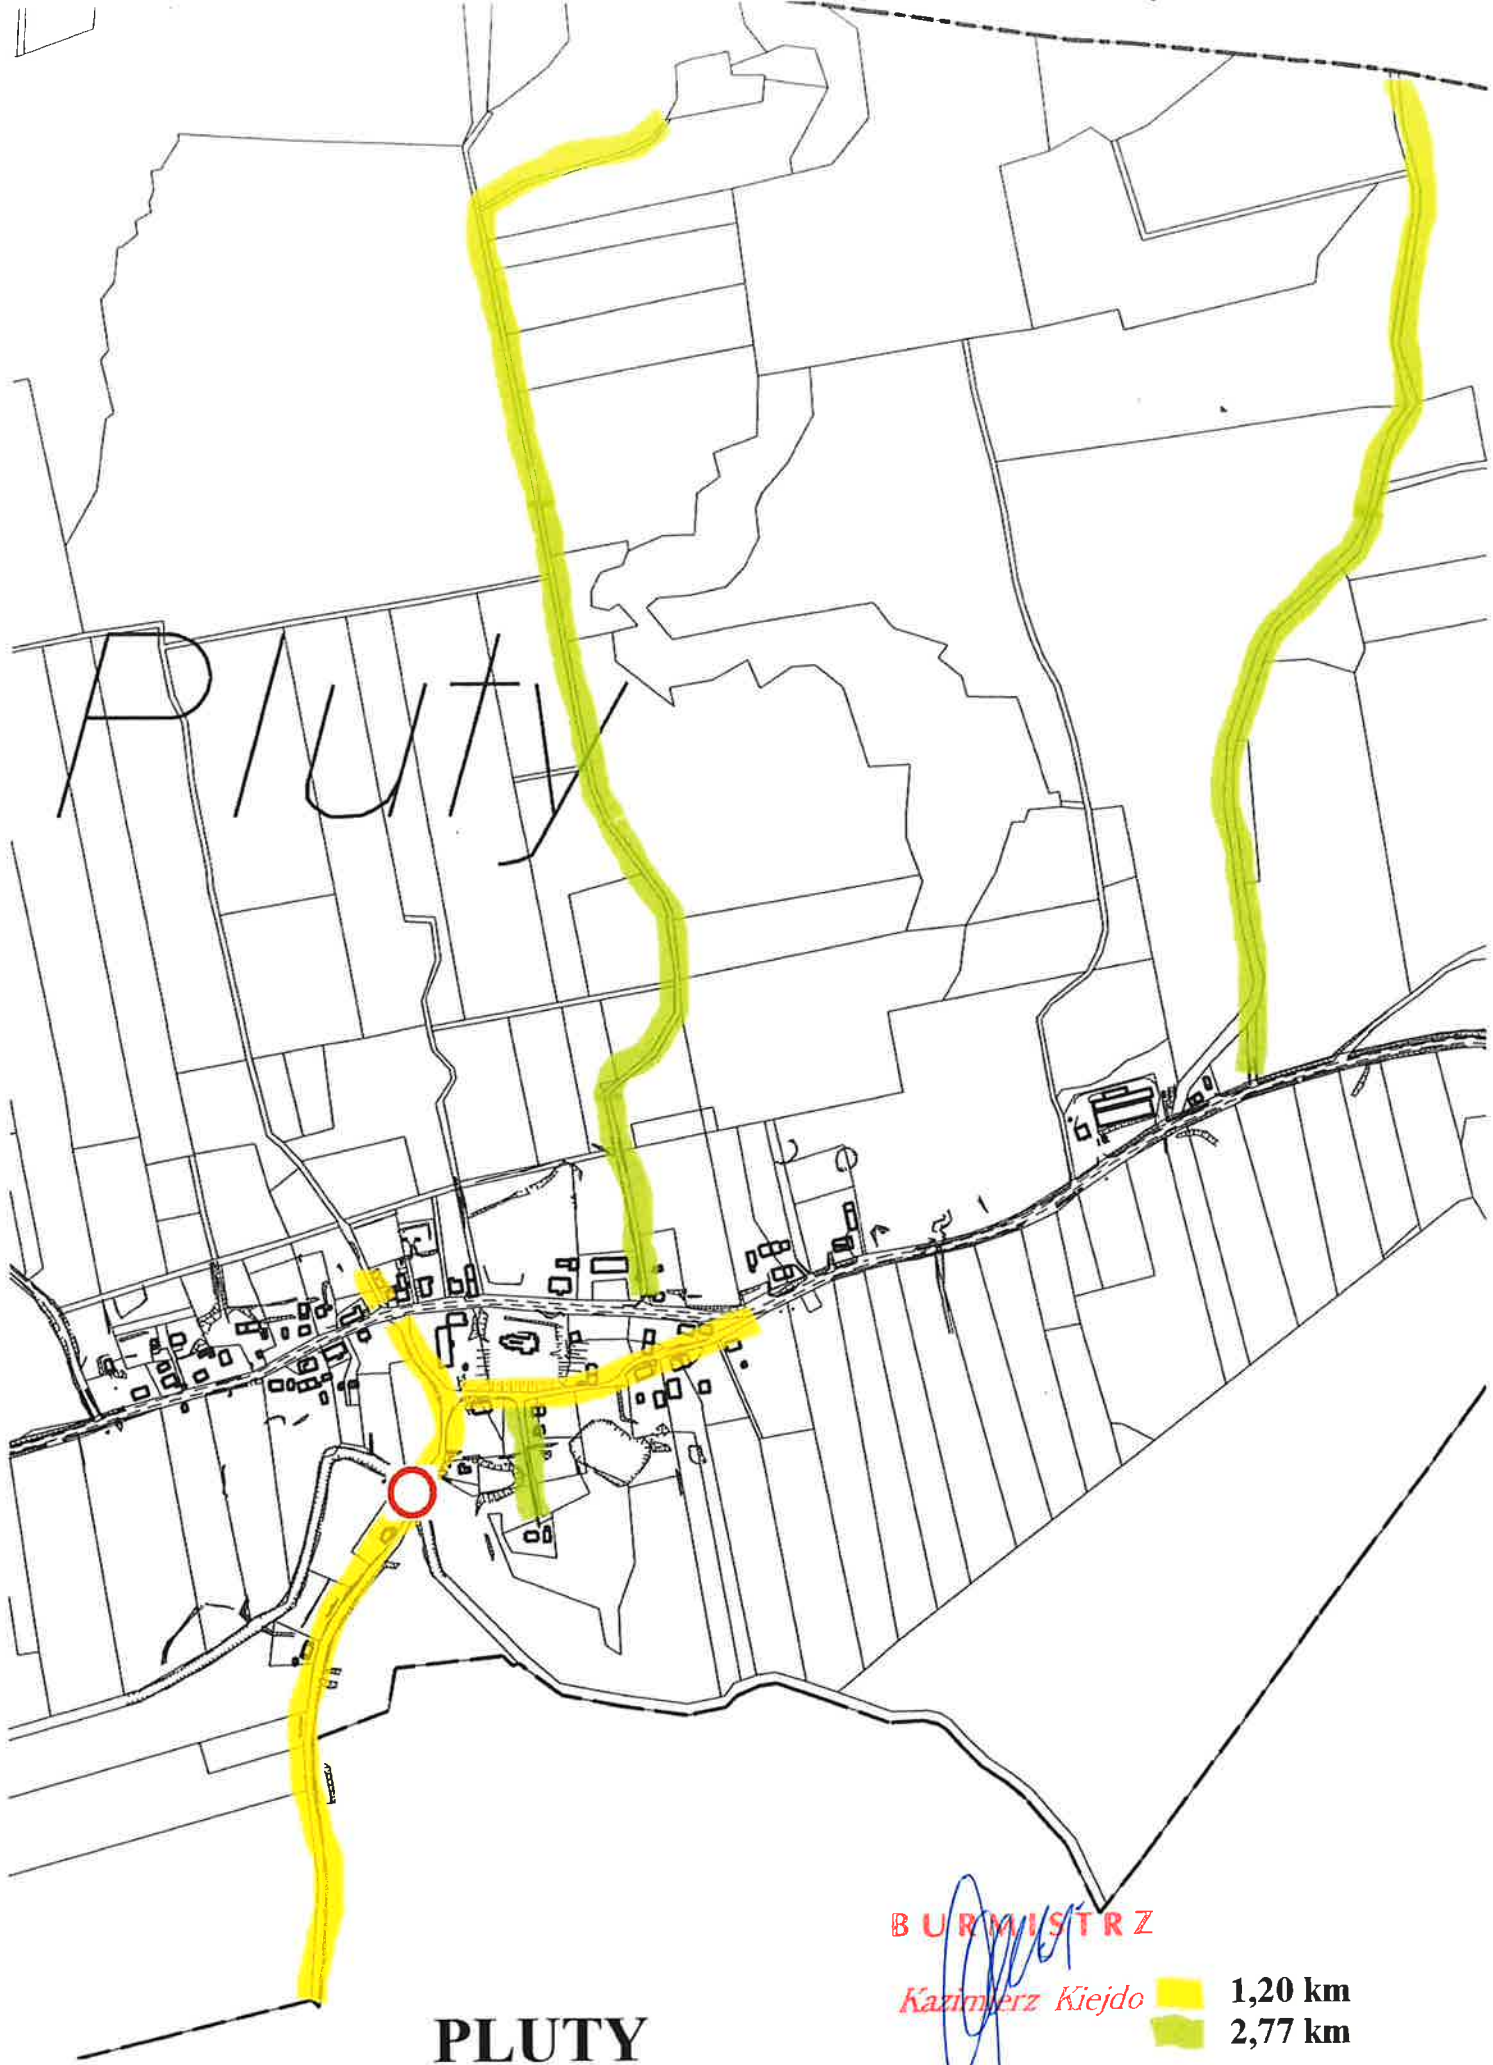 Pluty
BURMISTRZ
Kazimierz Kiejdo
1,20 km
2,77 km
PLUTY